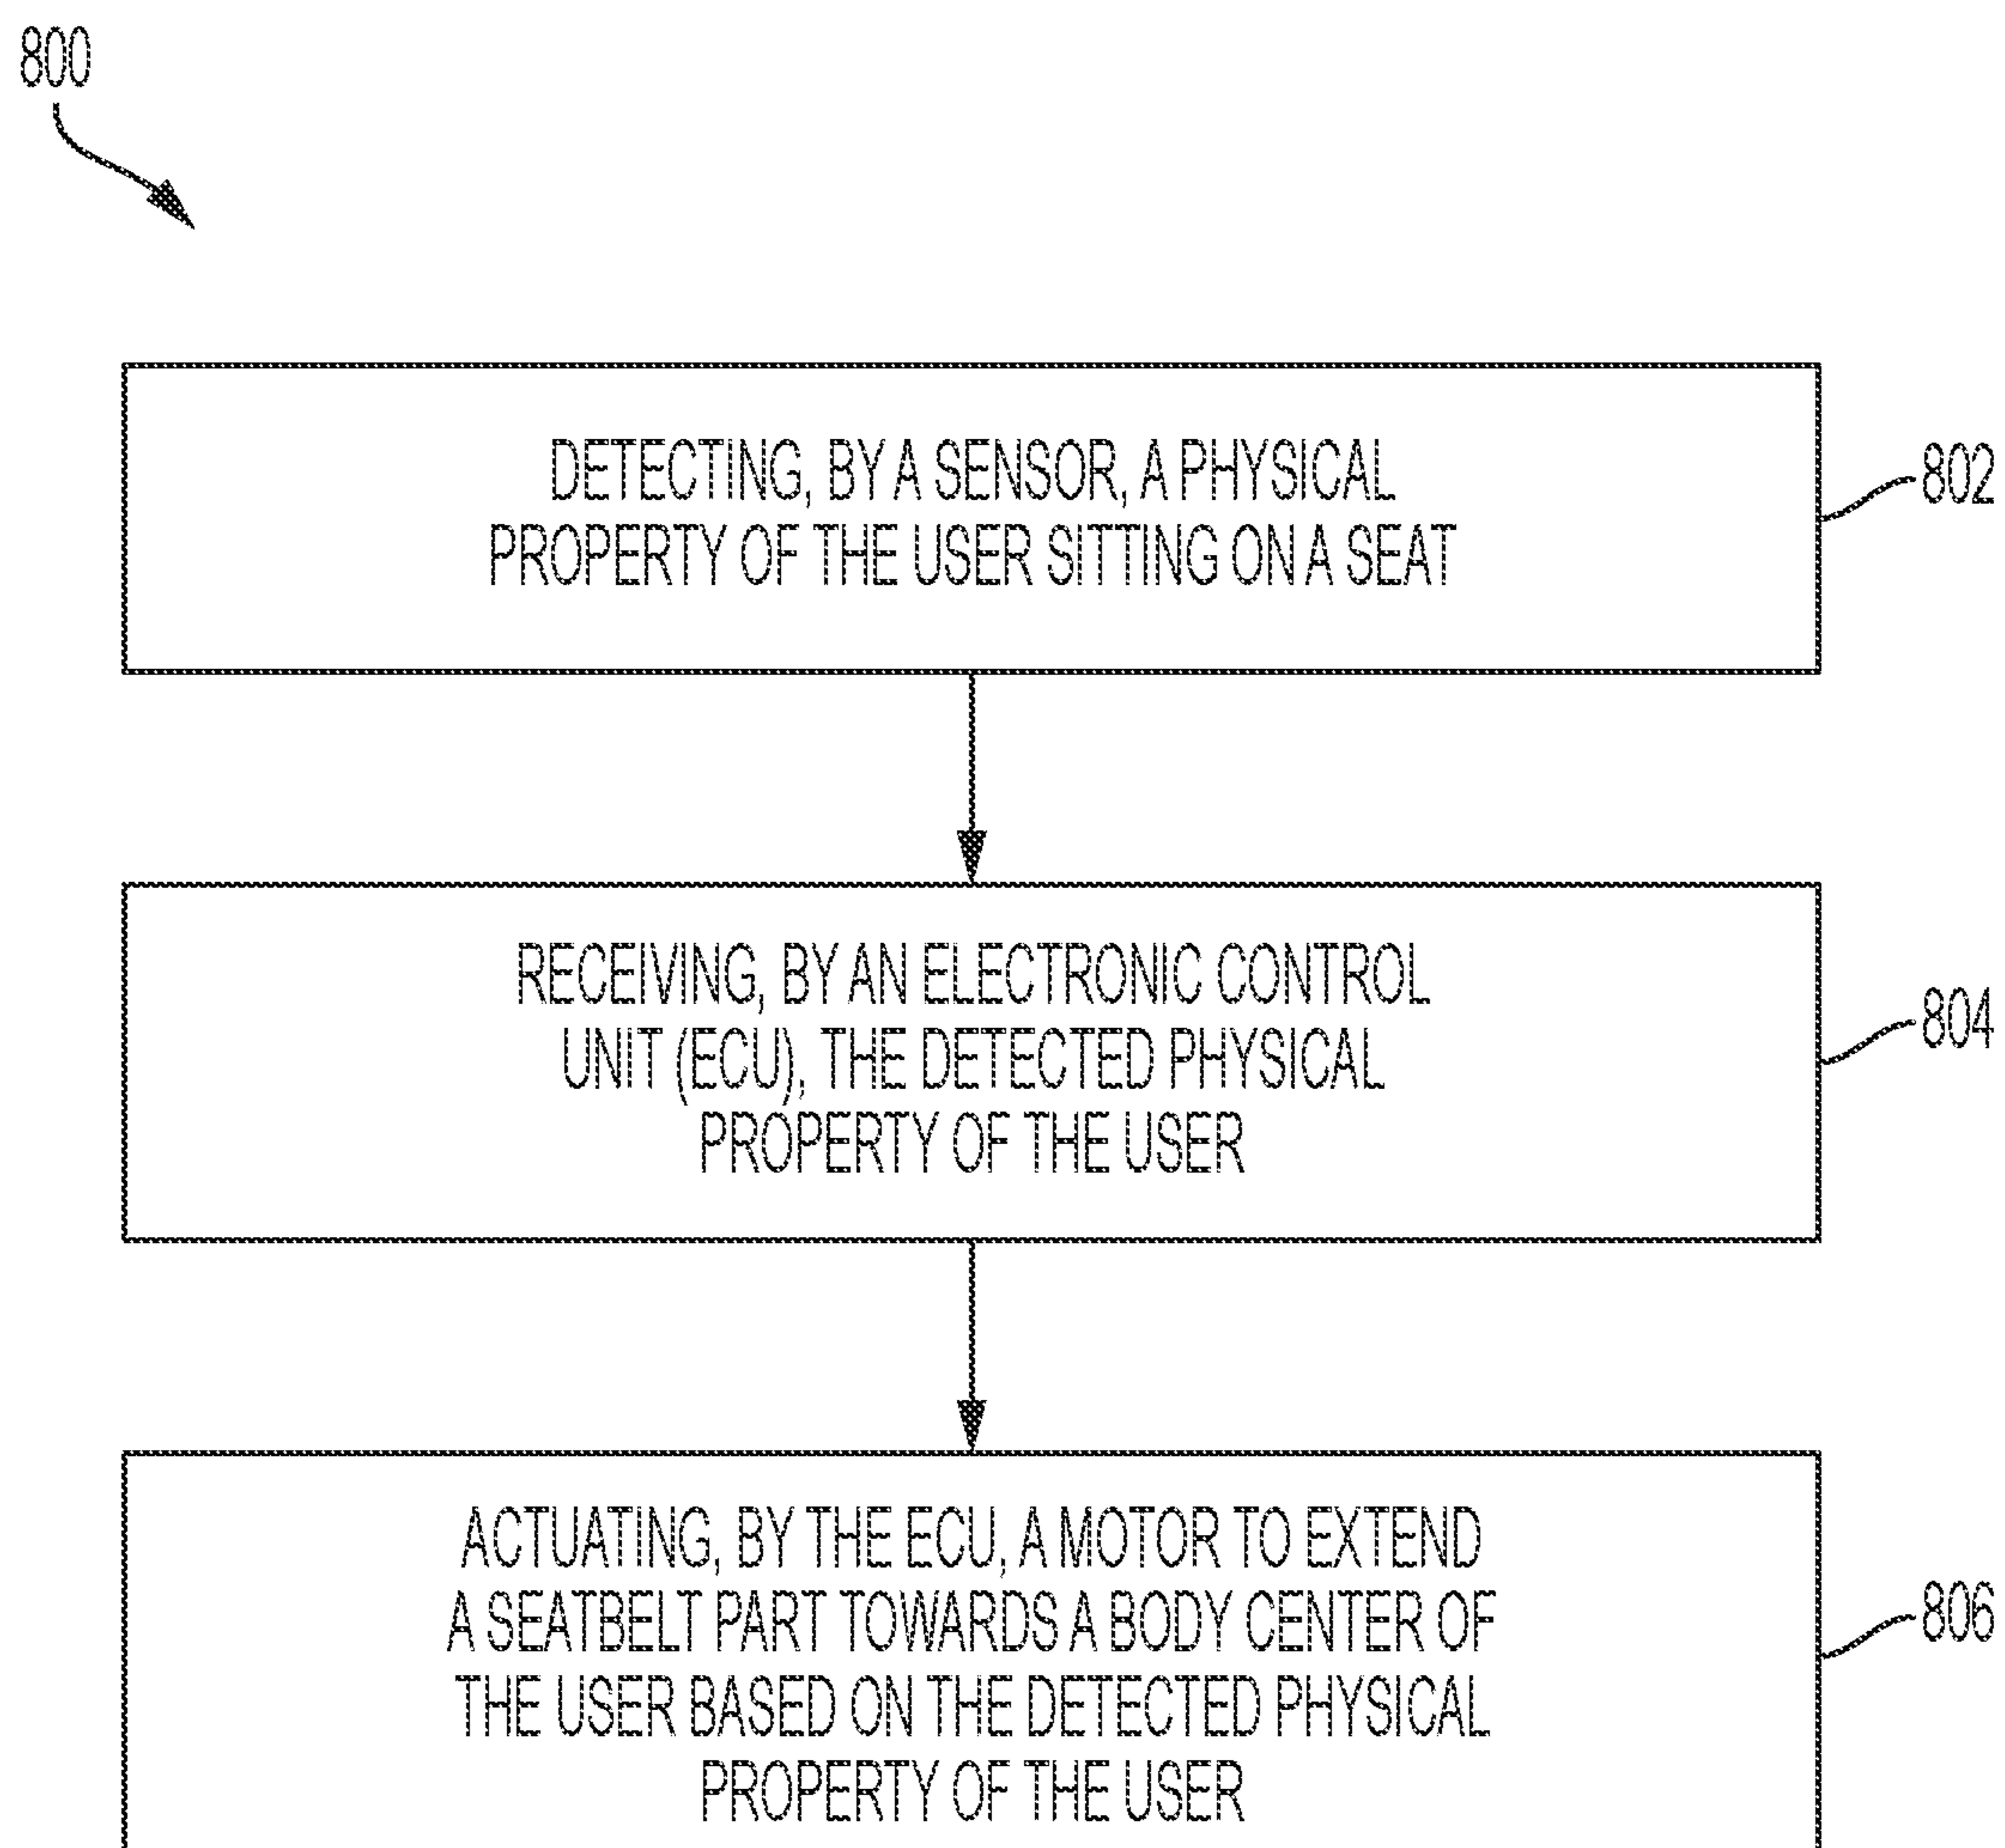 800
DETECTING, BY A SENSOR, A PHYSICAL
PROPERTY OF THE USER SITTING ON A SEAT
802
RECEIVING, BY AN ELECTRONIC CONTROL
UNIT (ECU), THE DETECTED PHYSICAL
PROPERTY OF THE USER
804
ACTUATING, BY THE ECU, A MOTOR TO EXTEND
A SEATBELT PART TOWARDS A BODY CENTER OF
THE USER BASED ON THE DETECTED PHYSICAL
PROPERTY OF THE USER
806